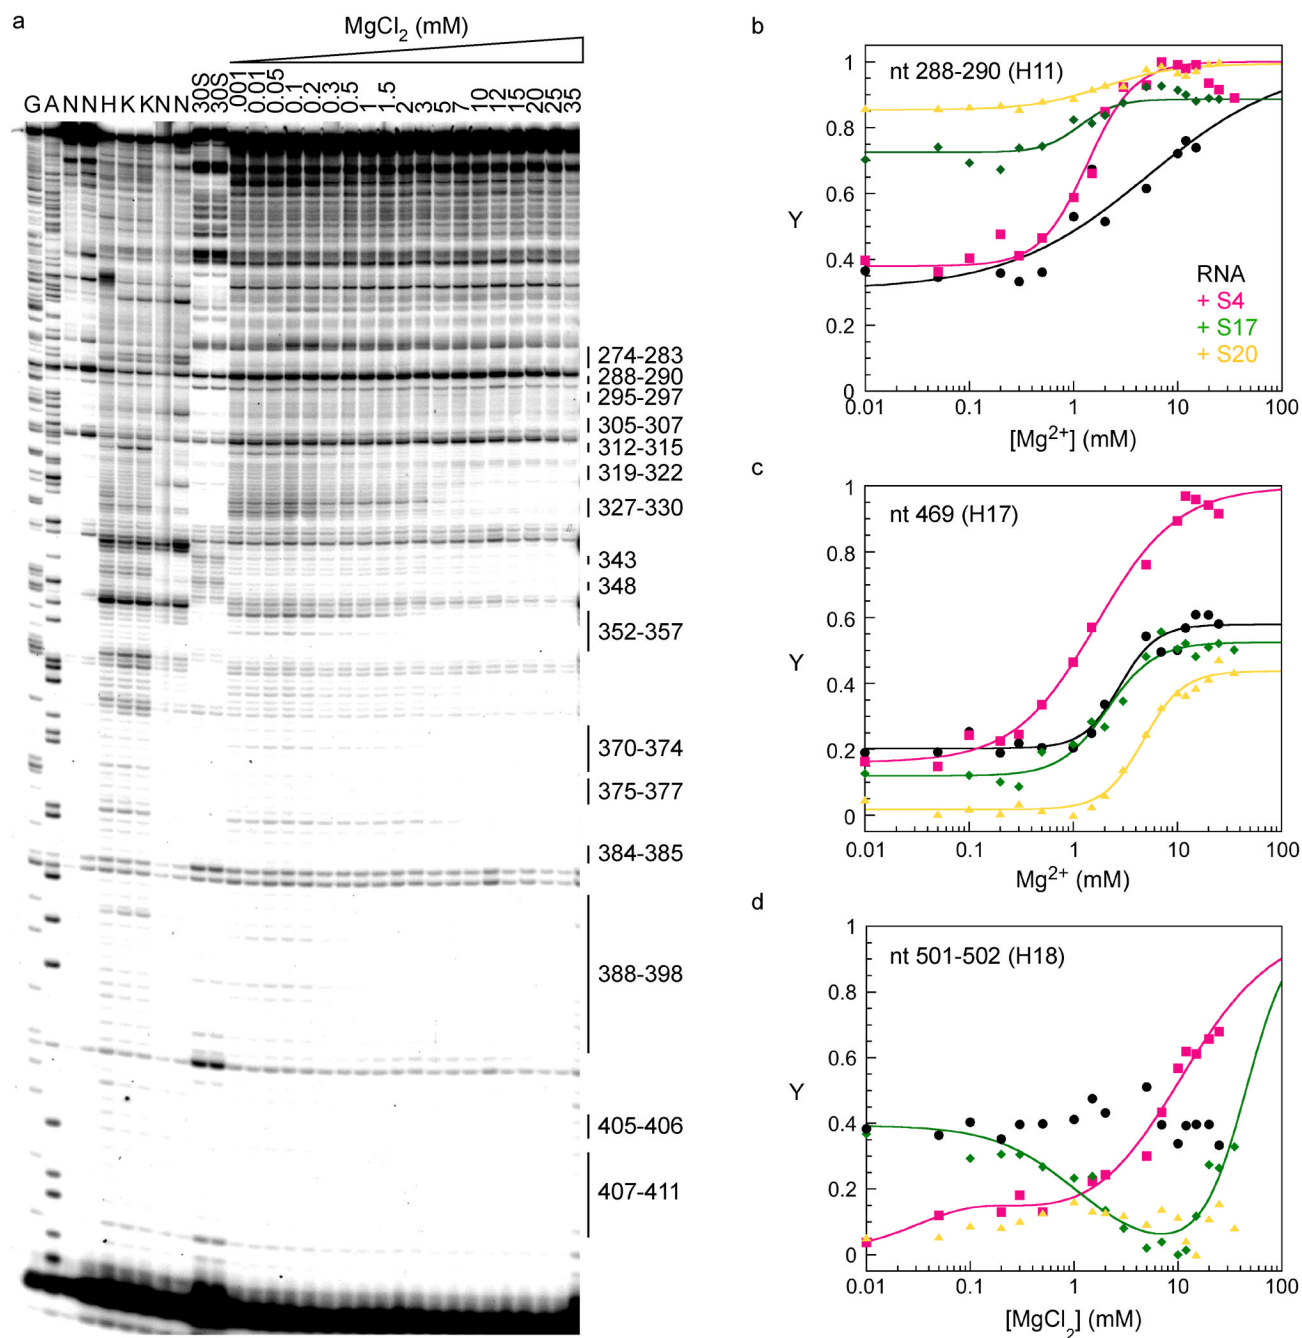 a
MgCl2 (mM)
G A N N H K K N N 30S 30S .001 0.01 0.05 0.1 0.2 0.3 0.5 1 1.5 2 3 5 7 10 12 15 20 25 35
274-283
288-290
295-297
305-307
312-315
319-322
327-330
343
348
352-357
370-374
375-377
384-385
388-398
405-406
407-411
b
nt 288-290 (H11)
1
0.8
0.6
0.4
0.2
0
Y
RNA
+ S4
+ S17
+ S20
0.01 0.1 1 10 100
[Mg2+] (mM)
c
nt 469 (H17)
1
0.8
0.6
0.4
0.2
0
Y
0.01 0.1 1 10 100
Mg2+ (mM)
d
nt 501-502 (H18)
1
0.8
0.6
0.4
0.2
0
Y
0.01 0.1 1 10 100
[MgCl2] (mM)